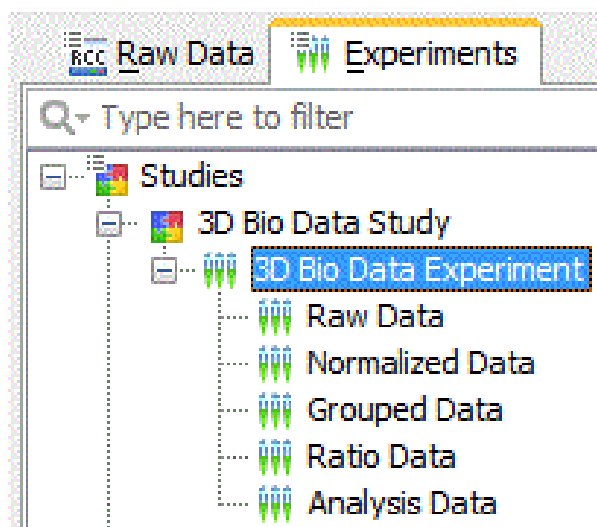 RCC Raw Data Experiments
Type here to filter
Studies
3D Bio Data Study
3D Bio Data Experiment
Raw Data
Normalized Data
Grouped Data
Ratio Data
Analysis Data